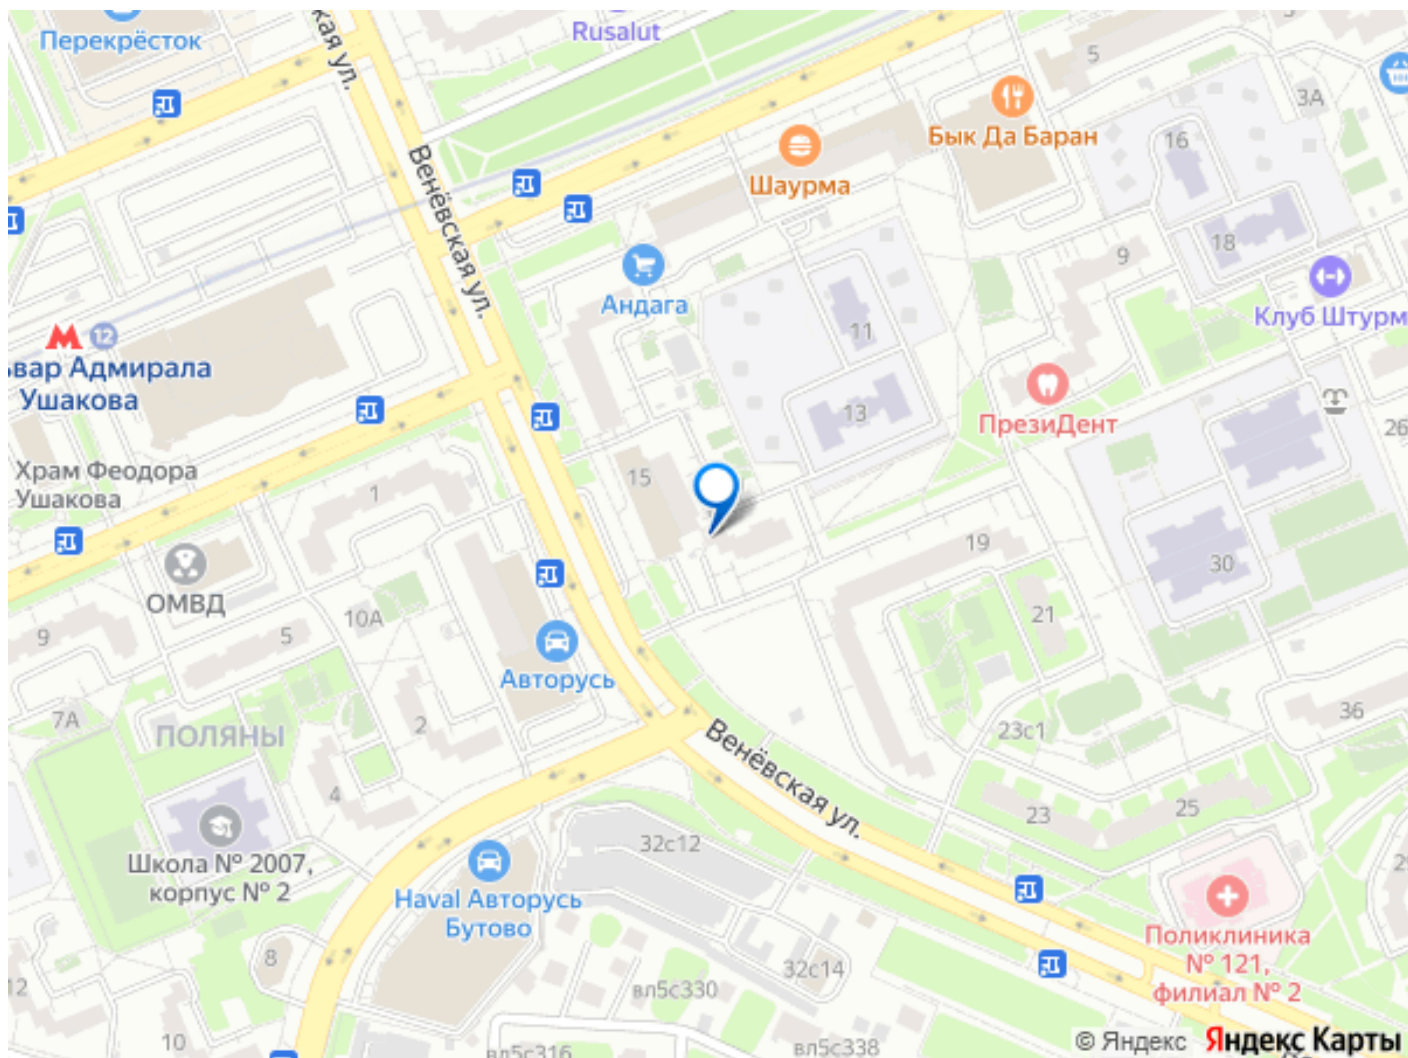 Перекрёсток
Rusalut
кая ул.
5
3А
Бык Да Баран
16
Шаурма
Венёвская ул.
18
9
Андага
Клуб Штурм
11
12
ьвар Адмирала
Ушакова
13
ПрезиДент
26
Храм Феодора
Ушакова
15
1
19
30
ОМВД
10А
21
9
5
Авторусь
7А
ПОЛЯНЫ
2
36
23с1
Венёвская ул.
4
23
25
32с12
Школа № 2007,
корпус № 2
Haval Авторусь
Бутово
Поликлиника
№ 121,
филиал № 2
8
32с14
12
вл5с330
10
вл5с316
вл5с338
© Яндекс Яндекс Карты